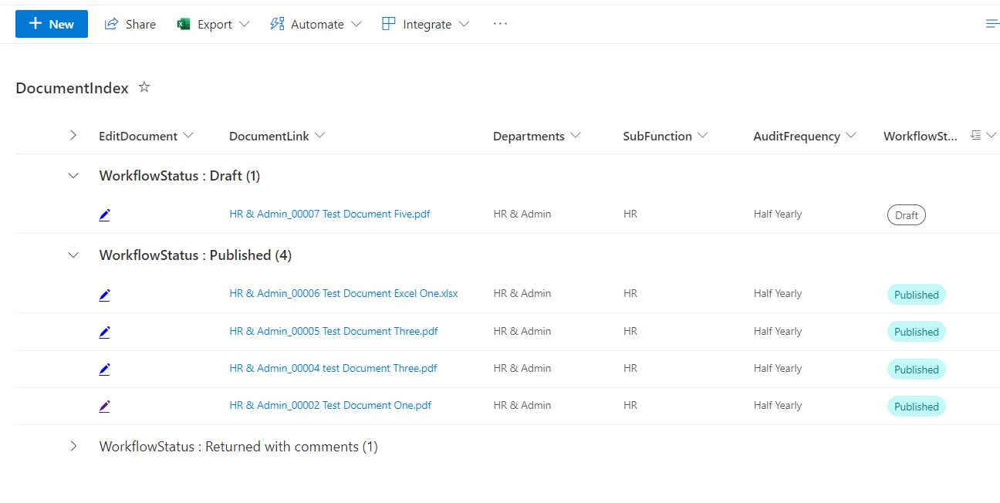 New Share Export Automate Integrate ...
DocumentIndex
EditDocument DocumentLink Departments SubFunction AuditFrequency WorkflowSt...
WorkflowStatus : Draft (1)
HR & Admin_00007 Test Document Five.pdf HR & Admin HR Half Yearly Draft
WorkflowStatus : Published (4)
HR & Admin_00006 Test Document Excel One.xlsx HR & Admin HR Half Yearly Published
HR & Admin_00005 Test Document Three.pdf HR & Admin HR Half Yearly Published
HR & Admin_00004 test Document Three.pdf HR & Admin HR Half Yearly Published
HR & Admin_00002 Test Document One.pdf HR & Admin HR Half Yearly Published
WorkflowStatus : Returned with comments (1)